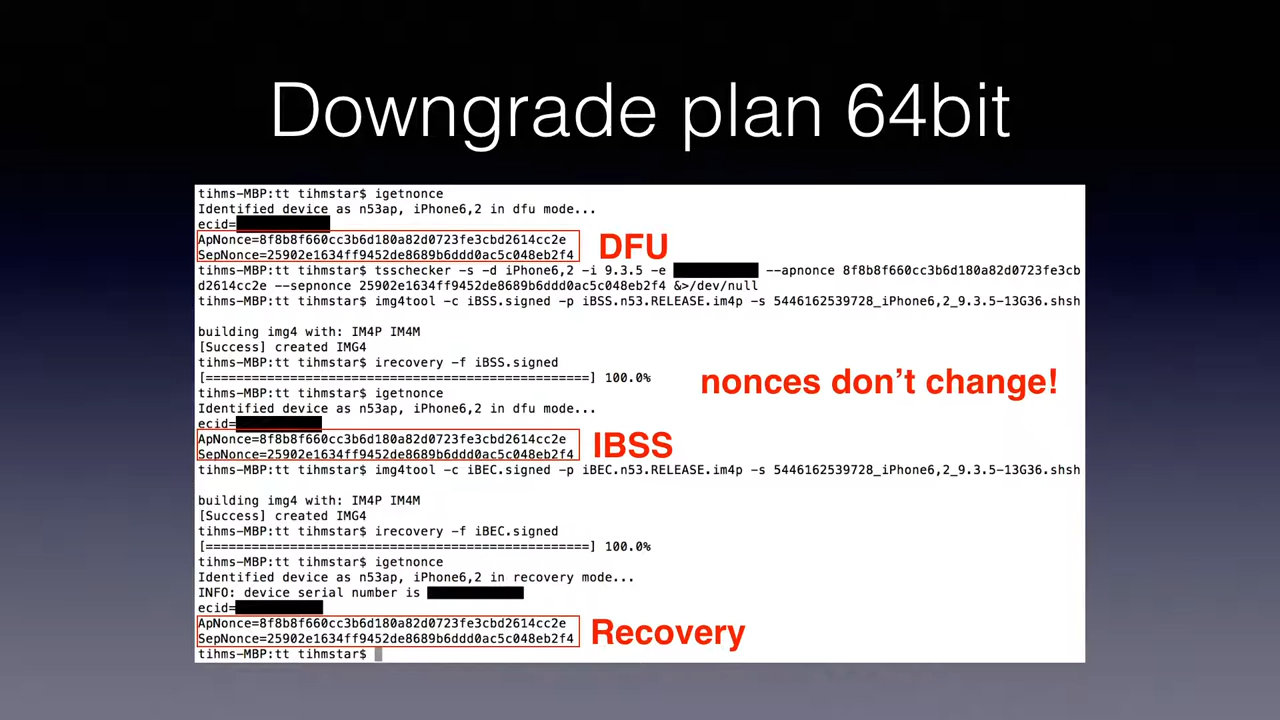 Downgrade plan 64bit
tihms-MBP:tt tihmstar$ igetnonce
Identified device as n53ap, iPhone6,2 in dfu mode...
ecid=
ApNonce=8f8b8f660cc3b6d180a82d0723fe3cbd2614cc2e
SepNonce=25902e1634ff9452de8689b6ddd0ac5c048eb2f4
DFU
tihms-MBP:tt tihmstar$ tsschecker -s -d iPhone6,2 -i 9.3.5 -e --apnonce 8f8b8f660cc3b6d180a82d0723fe3cb
d2614cc2e --sepnonce 25902e1634ff9452de8689b6ddd0ac5c048eb2f4 &>/dev/null
tihms-MBP:tt tihmstar$ img4tool -c iBSS.signed -p iBSS.n53.RELEASE.im4p -s 5446162539728_iPhone6,2_9.3.5-13G36.shsh
building img4 with: IM4P IM4M
[Success] created IMG4
tihms-MBP:tt tihmstar$ irecovery -f iBSS.signed
[==================================================] 100.0%
nonces don't change!
tihms-MBP:tt tihmstar$ igetnonce
Identified device as n53ap, iPhone6,2 in dfu mode...
ecid=
ApNonce=8f8b8f660cc3b6d180a82d0723fe3cbd2614cc2e
SepNonce=25902e1634ff9452de8689b6ddd0ac5c048eb2f4
IBSS
tihms-MBP:tt tihmstar$ img4tool -c iBEC.signed -p iBEC.n53.RELEASE.im4p -s 5446162539728_iPhone6,2_9.3.5-13G36.shsh
building img4 with: IM4P IM4M
[Success] created IMG4
tihms-MBP:tt tihmstar$ irecovery -f iBEC.signed
[==================================================] 100.0%
tihms-MBP:tt tihmstar$ igetnonce
Identified device as n53ap, iPhone6,2 in recovery mode...
INFO: device serial number is
ecid=
ApNonce=8f8b8f660cc3b6d180a82d0723fe3cbd2614cc2e
SepNonce=25902e1634ff9452de8689b6ddd0ac5c048eb2f4
Recovery
tihms-MBP:tt tihmstar$